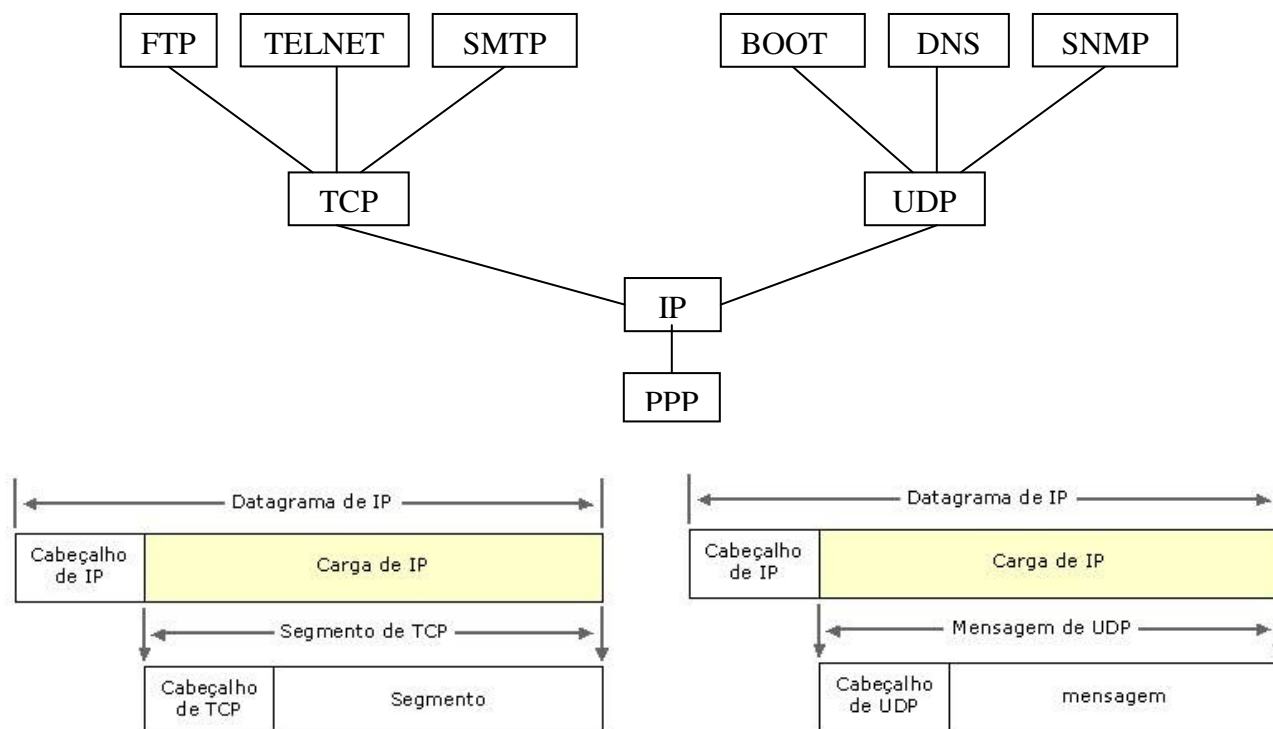 FTP TELNET SMTP BOOT DNS SNMP
TCP UDP
IP
PPP
Datagrama de IP
Cabeçalho de IP
Carga de IP
Segmento de TCP
Cabeçalho de TCP
Segmento
Datagrama de IP
Cabeçalho de IP
Carga de IP
Mensagem de UDP
Cabeçalho de UDP
mensagem